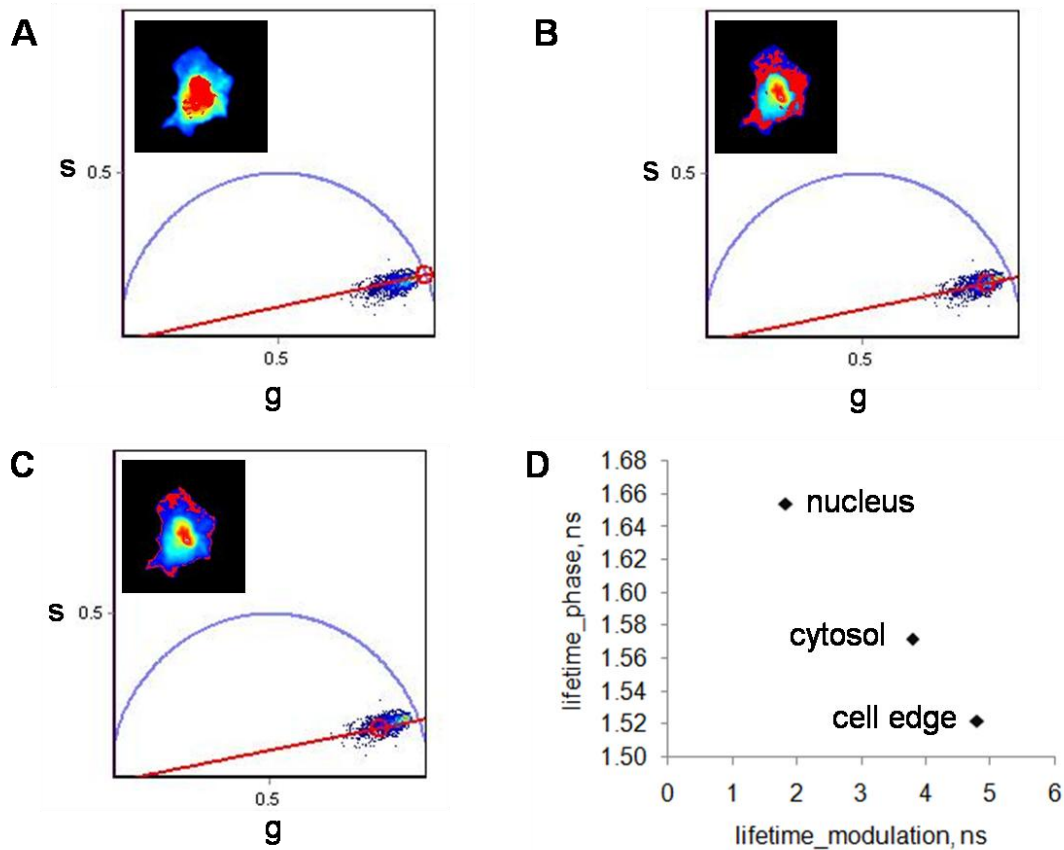 A
s 0.5
0.5
g
B
s 0.5
0.5
g
C
s 0.5
0.5
g
D
lifetime_phase, ns
1.68
1.66
1.64
1.62
1.60
1.58
1.56
1.54
1.52
1.50
nucleus
cytosol
cell edge
0 1 2 3 4 5 6
lifetime_modulation, ns